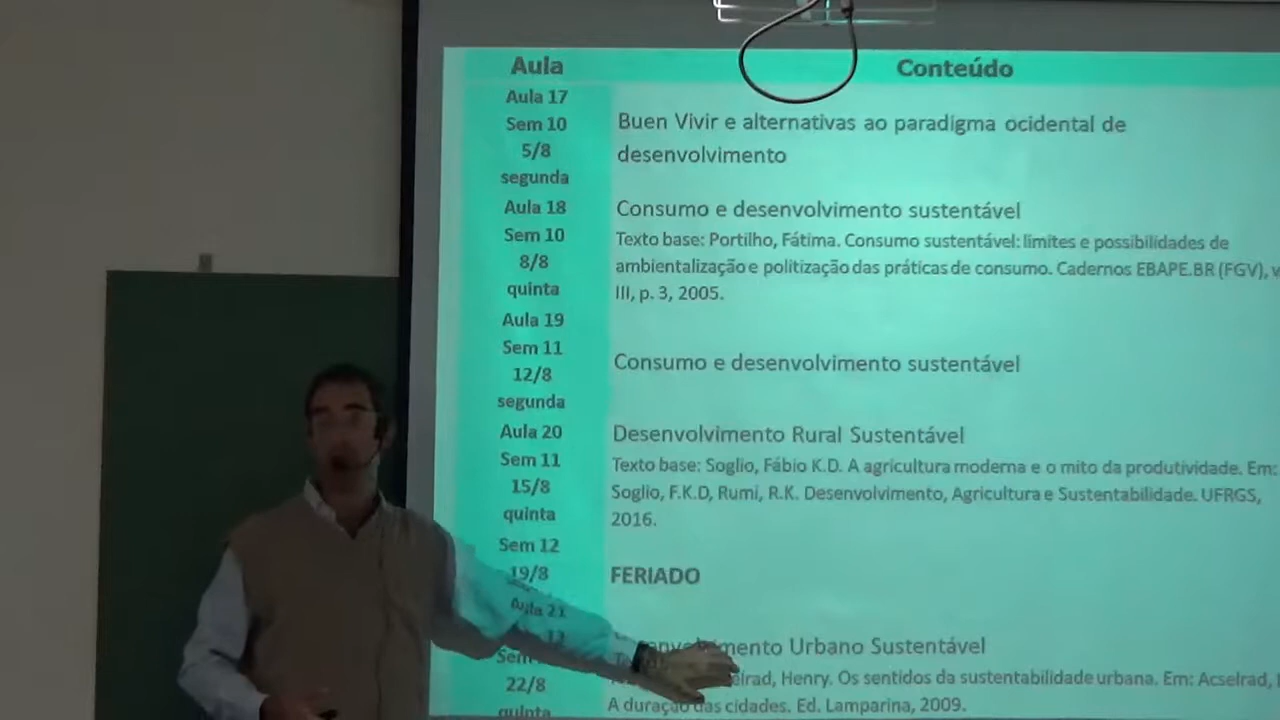 Aula Conteúdo
Aula 17
Sem 10
5/8
segunda
Buen Vivir e alternativas ao paradigma ocidental de
desenvolvimento
Aula 18
Sem 10
8/8
quinta
Consumo e desenvolvimento sustentável
Texto base: Portilho, Fátima. Consumo sustentável: limites e possibilidades de
ambientalização e politização das práticas de consumo. Cadernos EBAPE.BR (FGV), v
III, p. 3, 2005.
Aula 19
Sem 11
12/8
segunda
Consumo e desenvolvimento sustentável
Aula 20
Sem 11
15/8
quinta
Desenvolvimento Rural Sustentável
Texto base: Soglio, Fábio K.D. A agricultura moderna e o mito da produtividade. Em:
Soglio, F.K.D, Rumi, R.K. Desenvolvimento, Agricultura e Sustentabilidade. UFRGS,
2016.
Sem 12
19/8
FERIADO
Aula 21
Sem 12
22/8
quinta
Urbano Sustentável
Henry. Os sentidos da sustentabilidade urbana. Em: Acselrad,
A duração das cidades. Ed. Lamparina, 2009.